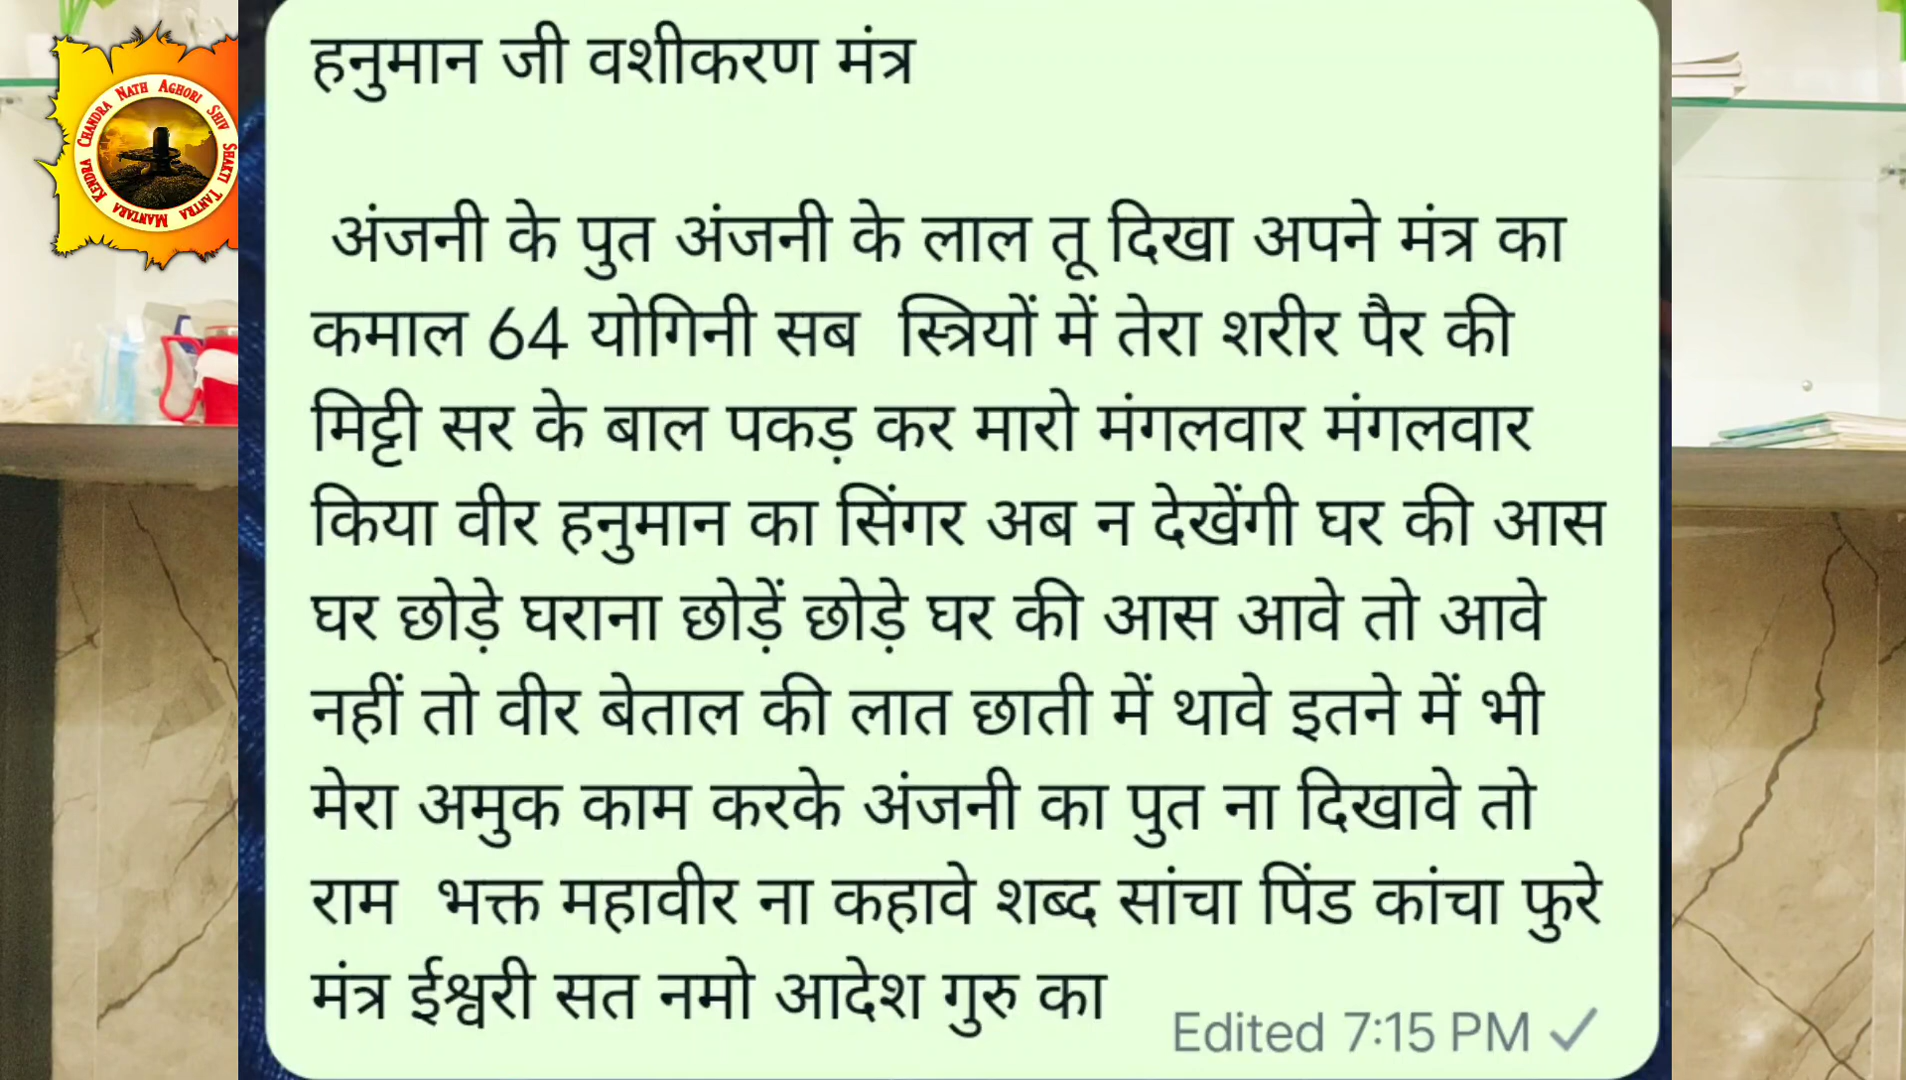 CHANDRA NATH AGHORI SHIV SHAKTI TANTRA MANTARA KENDRA
हनुमान जी वशीकरण मंत्र
अंजनी के पुत अंजनी के लाल तू दिखा अपने मंत्र का
कमाल 64 योगिनी सब स्त्रियों में तेरा शरीर पैर की
मिट्टी सर के बाल पकड़ कर मारो मंगलवार मंगलवार
किया वीर हनुमान का सिंगर अब न देखेंगी घर की आस
घर छोड़े घराना छोड़ें छोड़े घर की आस आवे तो आवे
नहीं तो वीर बेताल की लात छाती में थावे इतने में भी
मेरा अमुक काम करके अंजनी का पुत ना दिखावे तो
राम भक्त महावीर ना कहावे शब्द सांचा पिंड कांचा फुरे
मंत्र ईश्वरी सत नमो आदेश गुरु का
Edited 7:15 PM